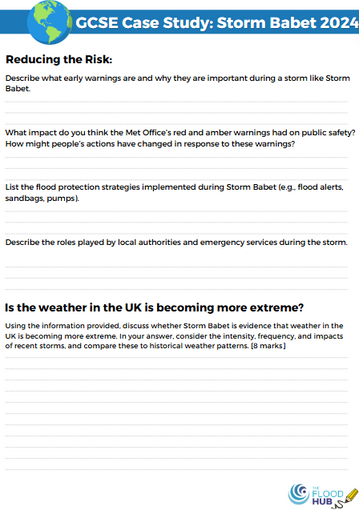 GCSE Case Study: Storm Babet 2024
Reducing the Risk:
Describe what early warnings are and why they are important during a storm like Storm
Babet.
What impact do you think the Met Office's red and amber warnings had on public safety?
How might people's actions have changed in response to these warnings?
List the flood protection strategies implemented during Storm Babet (e.g., flood alerts,
sandbags, pumps).
Describe the roles played by local authorities and emergency services during the storm.
Is the weather in the UK is becoming more extreme?
Using the information provided, discuss whether Storm Babet is evidence that weather in the
UK is becoming more extreme. In your answer, consider the intensity, frequency, and impacts
of recent storms, and compare these to historical weather patterns. [8 marks]
THE
FLOOD
HUB